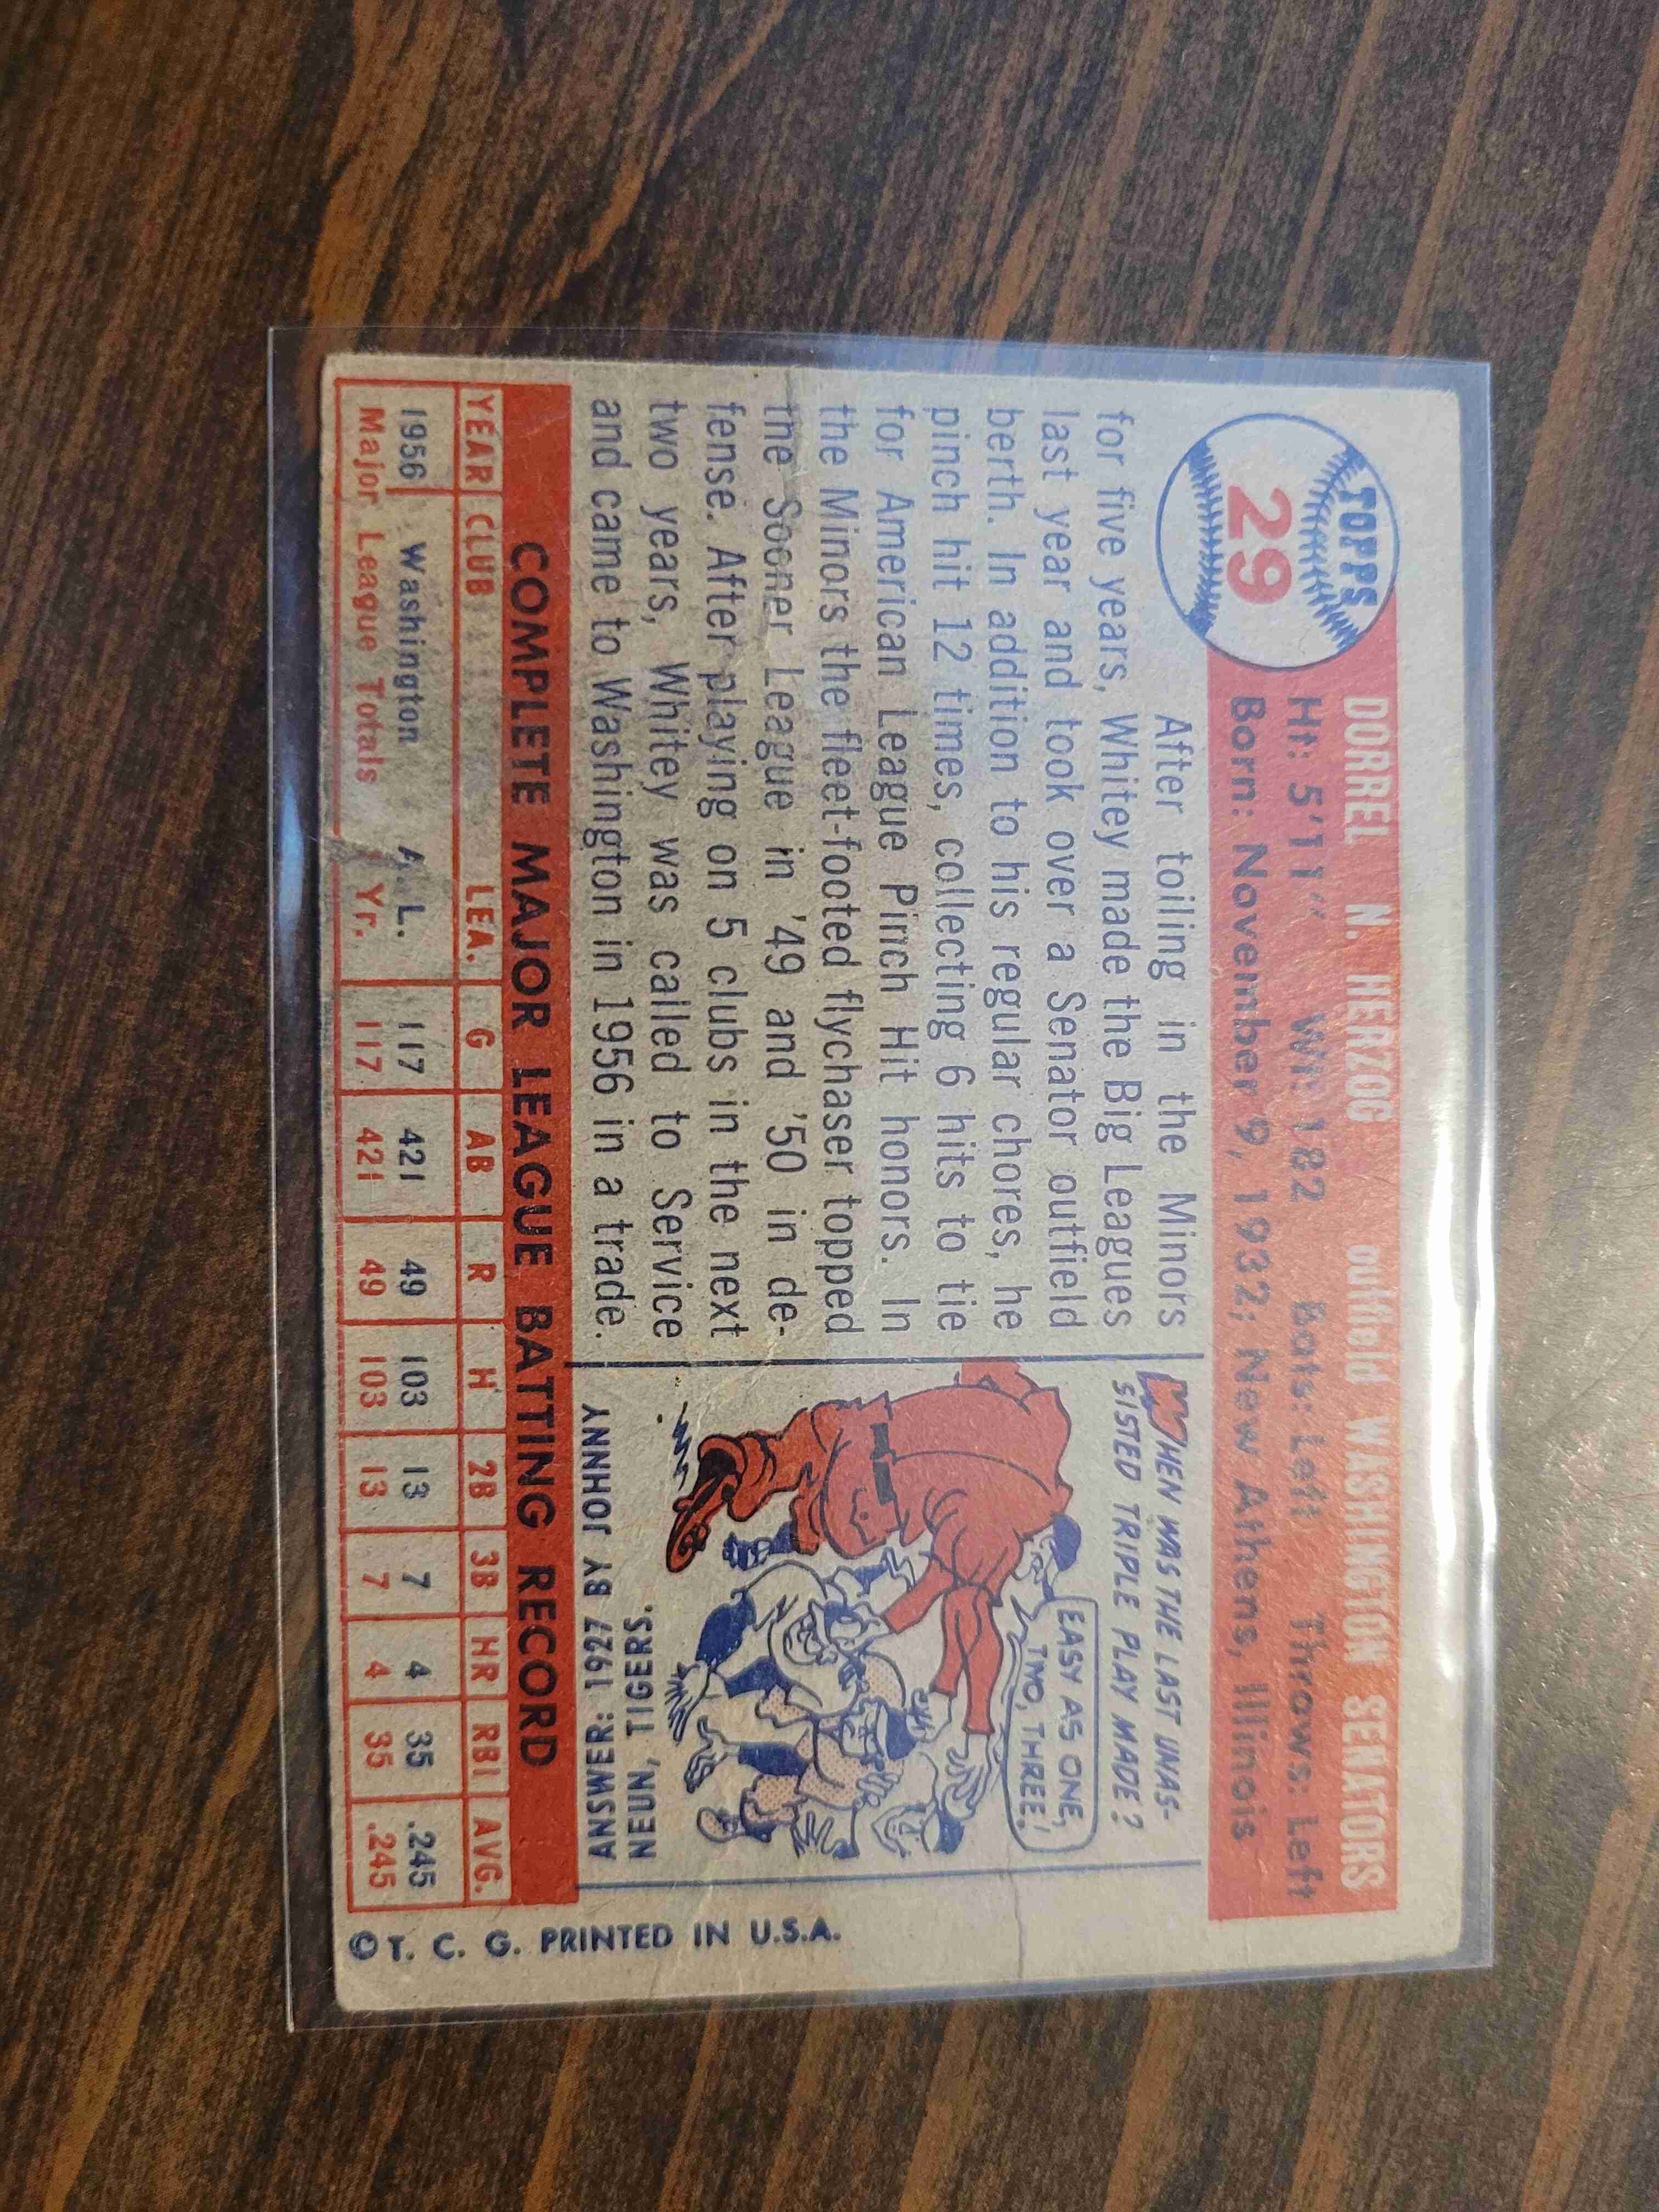 TOPPS
29
DORREL N. HERZOG outfield WASHINGTON SENATORS
Ht: 5'11" Wt: 182 Bats: Left Throws: Left
Born: November 9, 1932; New Athens, Illinois
After toiling in the Minors
for five years, Whitey made the Big Leagues
last year and took over a Senator outfield
berth. In addition to his regular chores, he
pinch hit 12 times, collecting 6 hits to tie
for American League Pinch Hit honors. In
the Minors the fleet-footed flychaser topped
the Sooner League in '49 and '50 in de-
fense. After playing on 5 clubs in the next
two years, Whitey was called to Service
and came to Washington in 1956 in a trade.
WHEN WAS THE LAST UNAS-
SISTED TRIPLE PLAY MADE?
EASY AS ONE,
TWO, THREE!
ANSWER: 1927 BY JOHNNY
NEUN, TIGERS.
COMPLETE MAJOR LEAGUE BATTING RECORD
YEAR CLUB LEA. G AB R H 2B 3B HR RBI AVG.
1956 Washington A. L. 117 421 49 103 13 7 4 35 .245
Major League Totals 1 Yr. 117 421 49 103 13 7 4 35 .245
© T. C. G. PRINTED IN U.S.A.